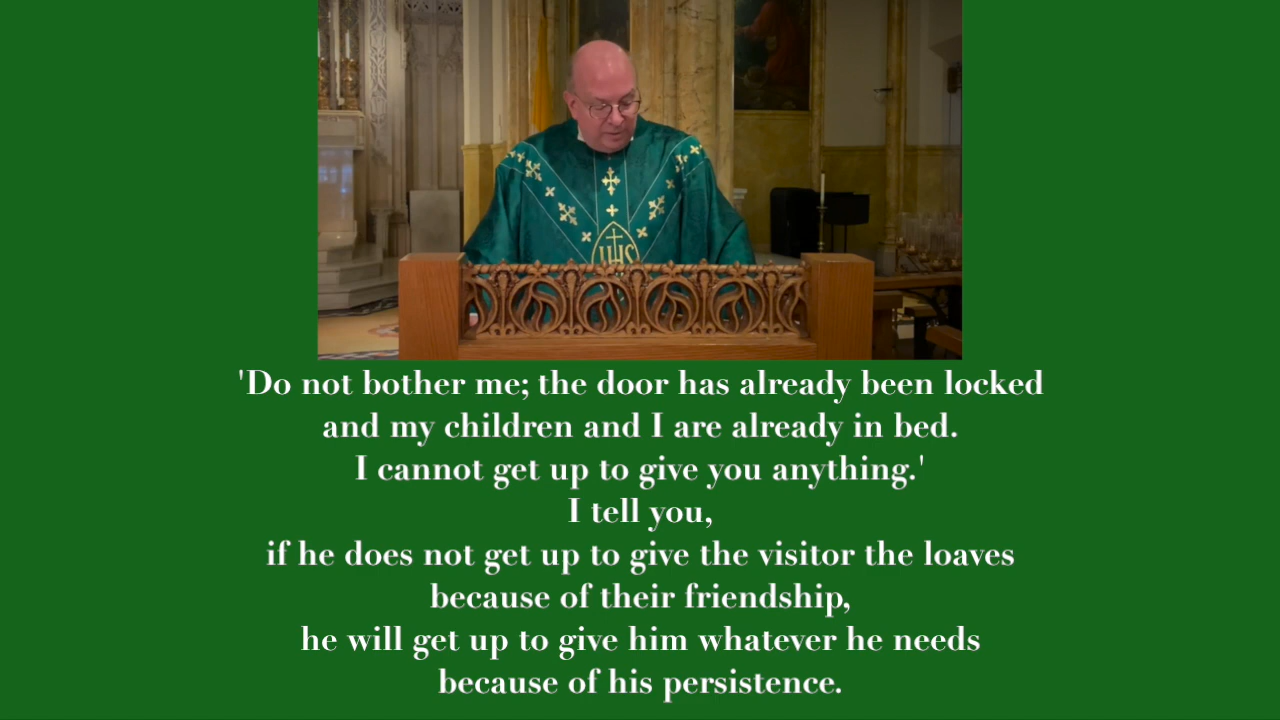 IHS
'Do not bother me; the door has already been locked
and my children and I are already in bed.
I cannot get up to give you anything.'
I tell you,
if he does not get up to give the visitor the loaves
because of their friendship,
he will get up to give him whatever he needs
because of his persistence.